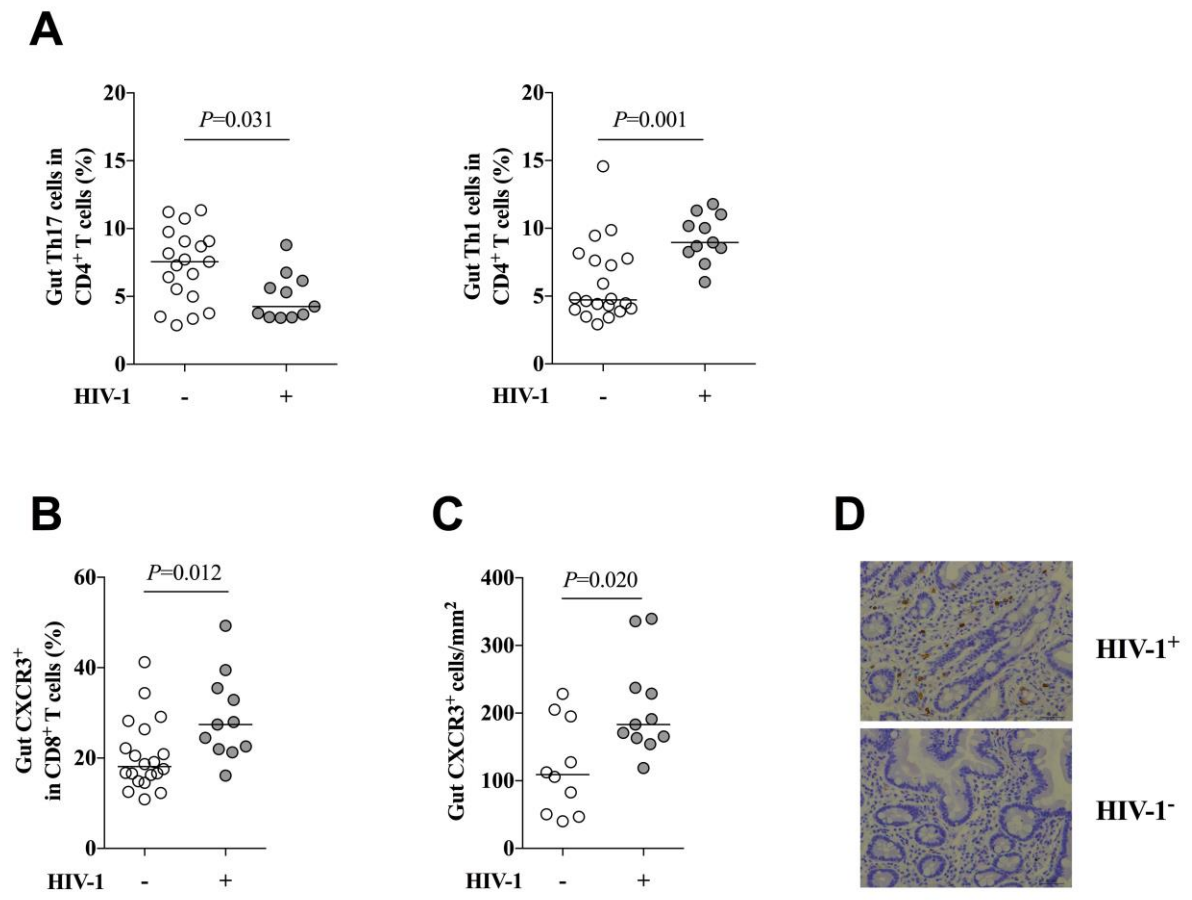 A
Gut Th17 cells in
CD4+ T cells (%)
20
15
10
5
0
P=0.031
HIV-1 - +
Gut Th1 cells in
CD4+ T cells (%)
20
15
10
5
0
P=0.001
HIV-1 - +
B
Gut CXCR3+
in CD8+ T cells (%)
60
40
20
0
P=0.012
HIV-1 - +
C
Gut CXCR3+ cells/mm2
400
300
200
100
0
P=0.020
HIV-1 - +
D
HIV-1+
HIV-1-